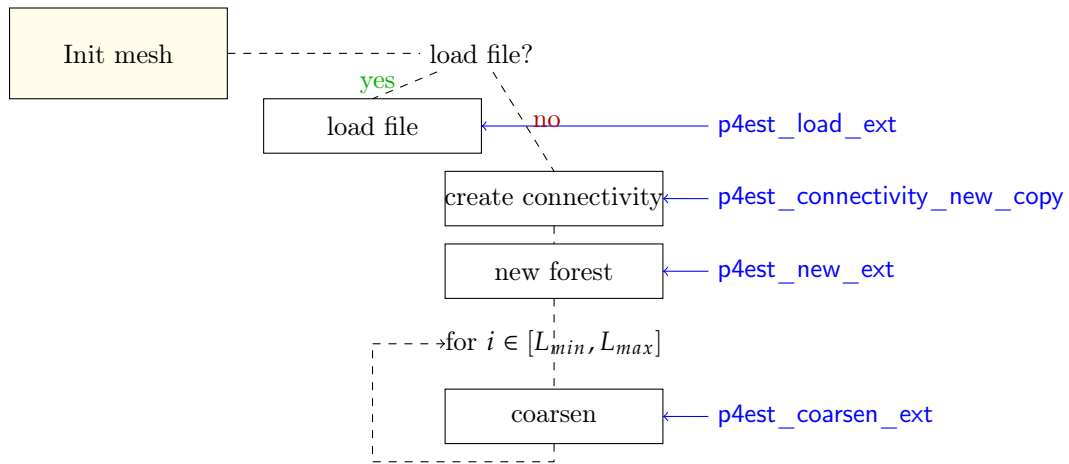 Init mesh
load file?
yes
load file
no
p4est_load_ext
create connectivity
p4est_connectivity_new_copy
new forest
p4est_new_ext
for i ∈ [L_min, L_max]
coarsen
p4est_coarsen_ext